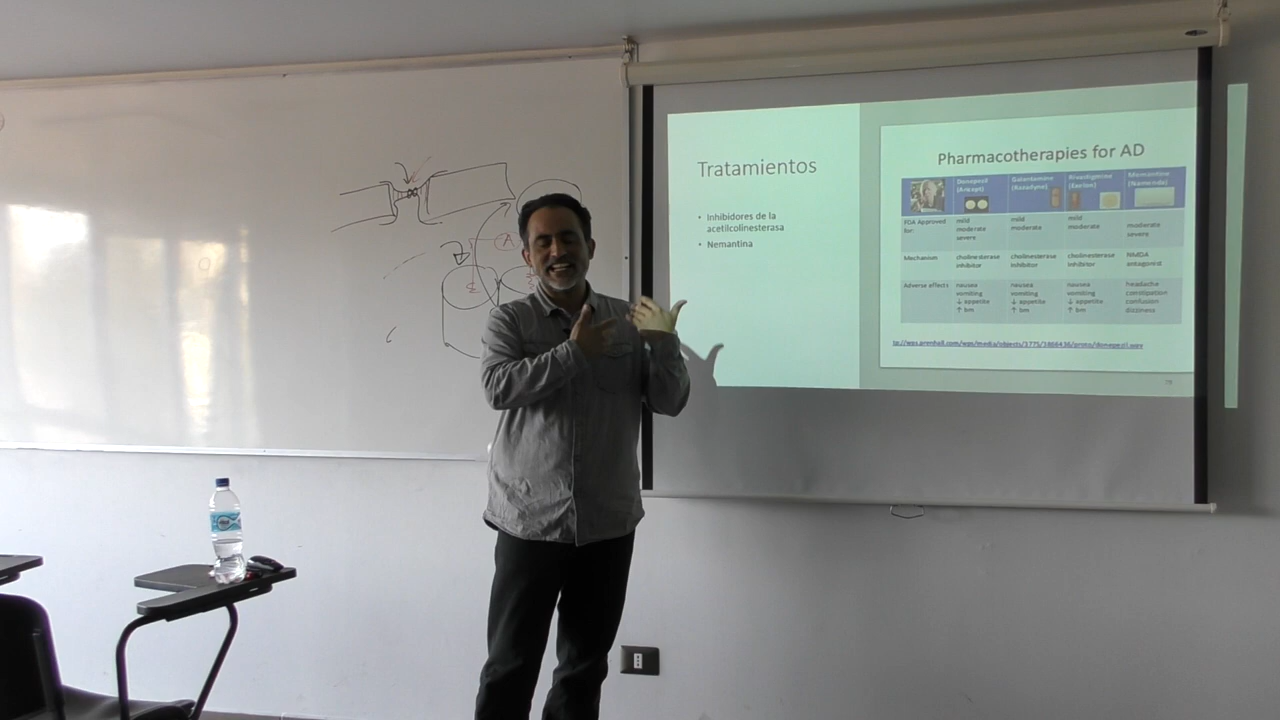 Tratamientos
• Inhibidores de la
acetilcolinesterasa
• Nemantina
Pharmacotherapies for AD
Donepezil Galantamine Rivastigmine Memantine
(Aricept) (Razadyne) (Exelon) (Namenda)
FDA Approved for: mild moderate severe mild moderate mild moderate moderate severe
Mechanism cholinesterase inhibitor cholinesterase inhibitor cholinesterase inhibitor NMDA antagonist
Adverse effects nausea vomiting ↓ appetite ↑ bm nausea vomiting ↓ appetite ↑ bm nausea vomiting ↓ appetite ↑ bm headache constipation confusion dizziness
A